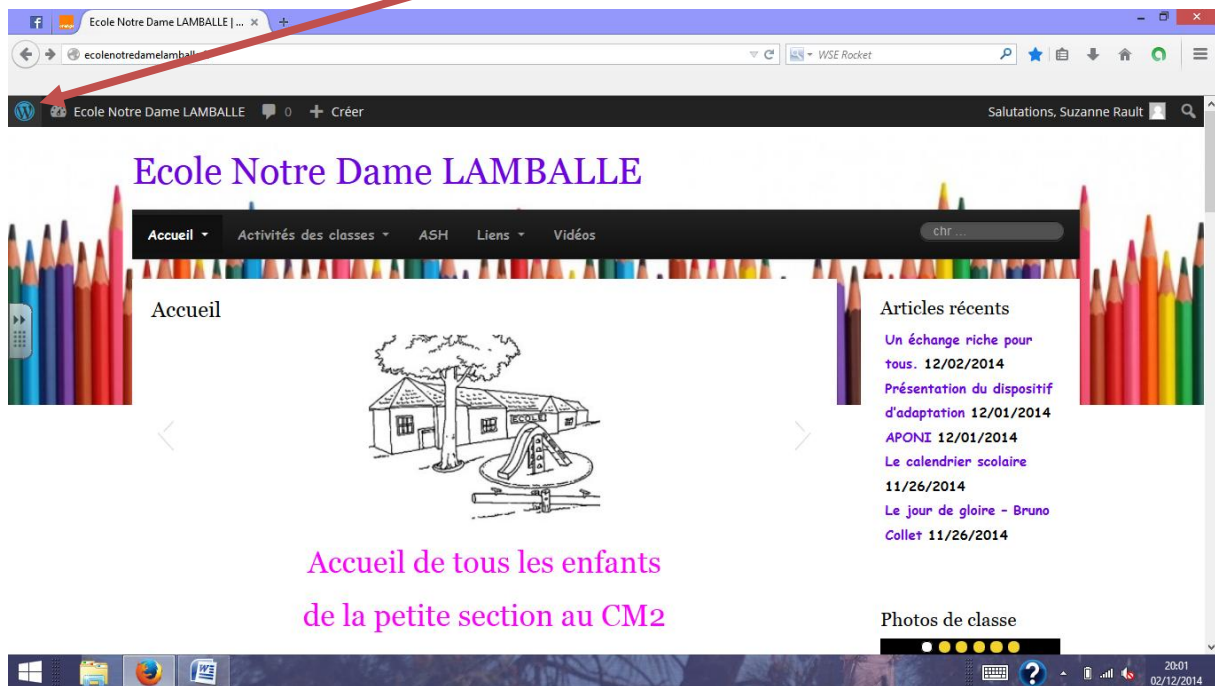 Ecole Notre Dame LAMBALLE | ...
WSE Rocket
Ecole Notre Dame LAMBALLE 0 + Créer
Salutations, Suzanne Rault
Ecole Notre Dame LAMBALLE
Accueil Activités des classes ASH Liens Vidéos
chr ...
Accueil
ECOLE
Accueil de tous les enfants
de la petite section au CM2
Articles récents
Un échange riche pour
tous. 12/02/2014
Présentation du dispositif
d'adaptation 12/01/2014
APONI 12/01/2014
Le calendrier scolaire
11/26/2014
Le jour de gloire – Bruno
Collet 11/26/2014
Photos de classe
20:01
02/12/2014